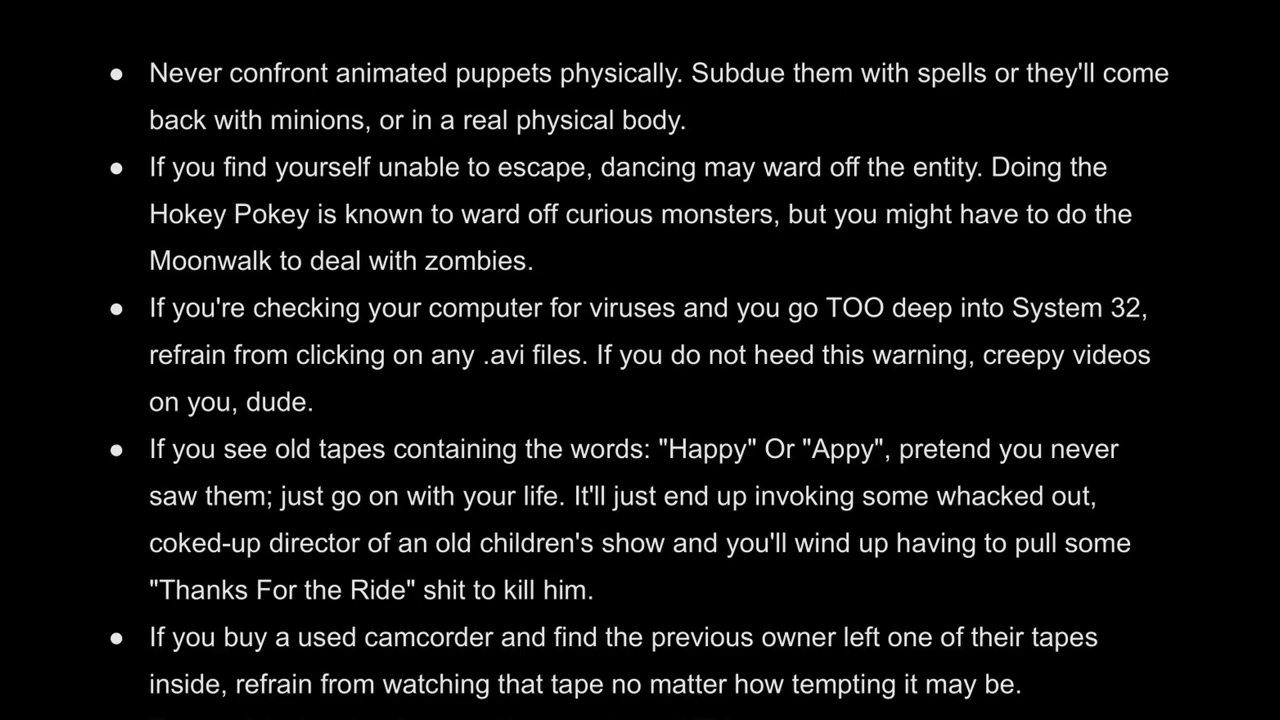 ● Never confront animated puppets physically. Subdue them with spells or they'll come
back with minions, or in a real physical body.
● If you find yourself unable to escape, dancing may ward off the entity. Doing the
Hokey Pokey is known to ward off curious monsters, but you might have to do the
Moonwalk to deal with zombies.
● If you're checking your computer for viruses and you go TOO deep into System 32,
refrain from clicking on any .avi files. If you do not heed this warning, creepy videos
on you, dude.
● If you see old tapes containing the words: "Happy" Or "Appy", pretend you never
saw them; just go on with your life. It'll just end up invoking some whacked out,
coked-up director of an old children's show and you'll wind up having to pull some
"Thanks For the Ride" shit to kill him.
● If you buy a used camcorder and find the previous owner left one of their tapes
inside, refrain from watching that tape no matter how tempting it may be.